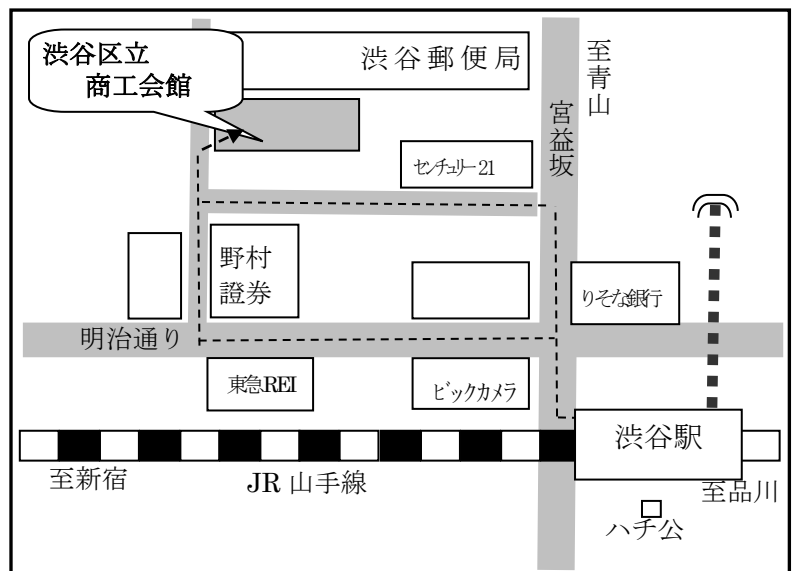 渋谷区立
商工会館
渋谷郵便局
至青山
宮益坂
センチュリー21
野村
證券
りそな銀行
明治通り
東急REI
ビックカメラ
渋谷駅
至新宿
JR 山手線
至品川
ハチ公